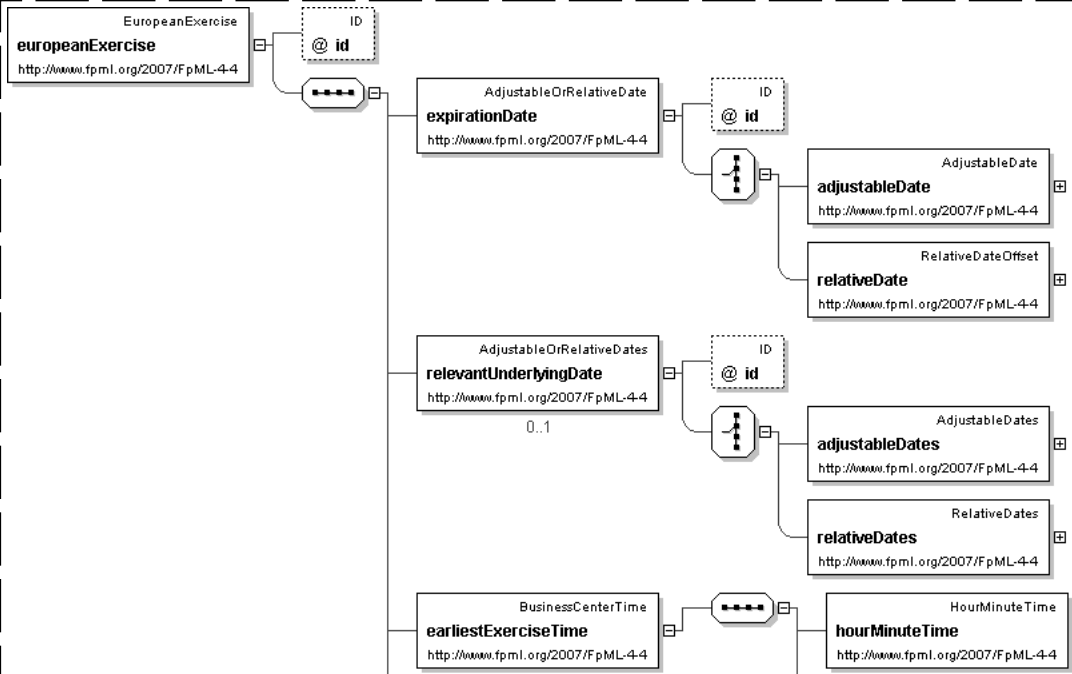 EuropeanExercise
europeanExercise
http://www.fpml.org/2007/FpML-4-4
ID
@ id
AdjustableOrRelativeDate
expirationDate
http://www.fpml.org/2007/FpML-4-4
ID
@ id
AdjustableDate
adjustableDate
http://www.fpml.org/2007/FpML-4-4
RelativeDateOffset
relativeDate
http://www.fpml.org/2007/FpML-4-4
AdjustableOrRelativeDates
relevantUnderlyingDate
http://www.fpml.org/2007/FpML-4-4
0..1
ID
@ id
AdjustableDates
adjustableDates
http://www.fpml.org/2007/FpML-4-4
RelativeDates
relativeDates
http://www.fpml.org/2007/FpML-4-4
BusinessCenterTime
earliestExerciseTime
http://www.fpml.org/2007/FpML-4-4
HourMinuteTime
hourMinuteTime
http://www.fpml.org/2007/FpML-4-4